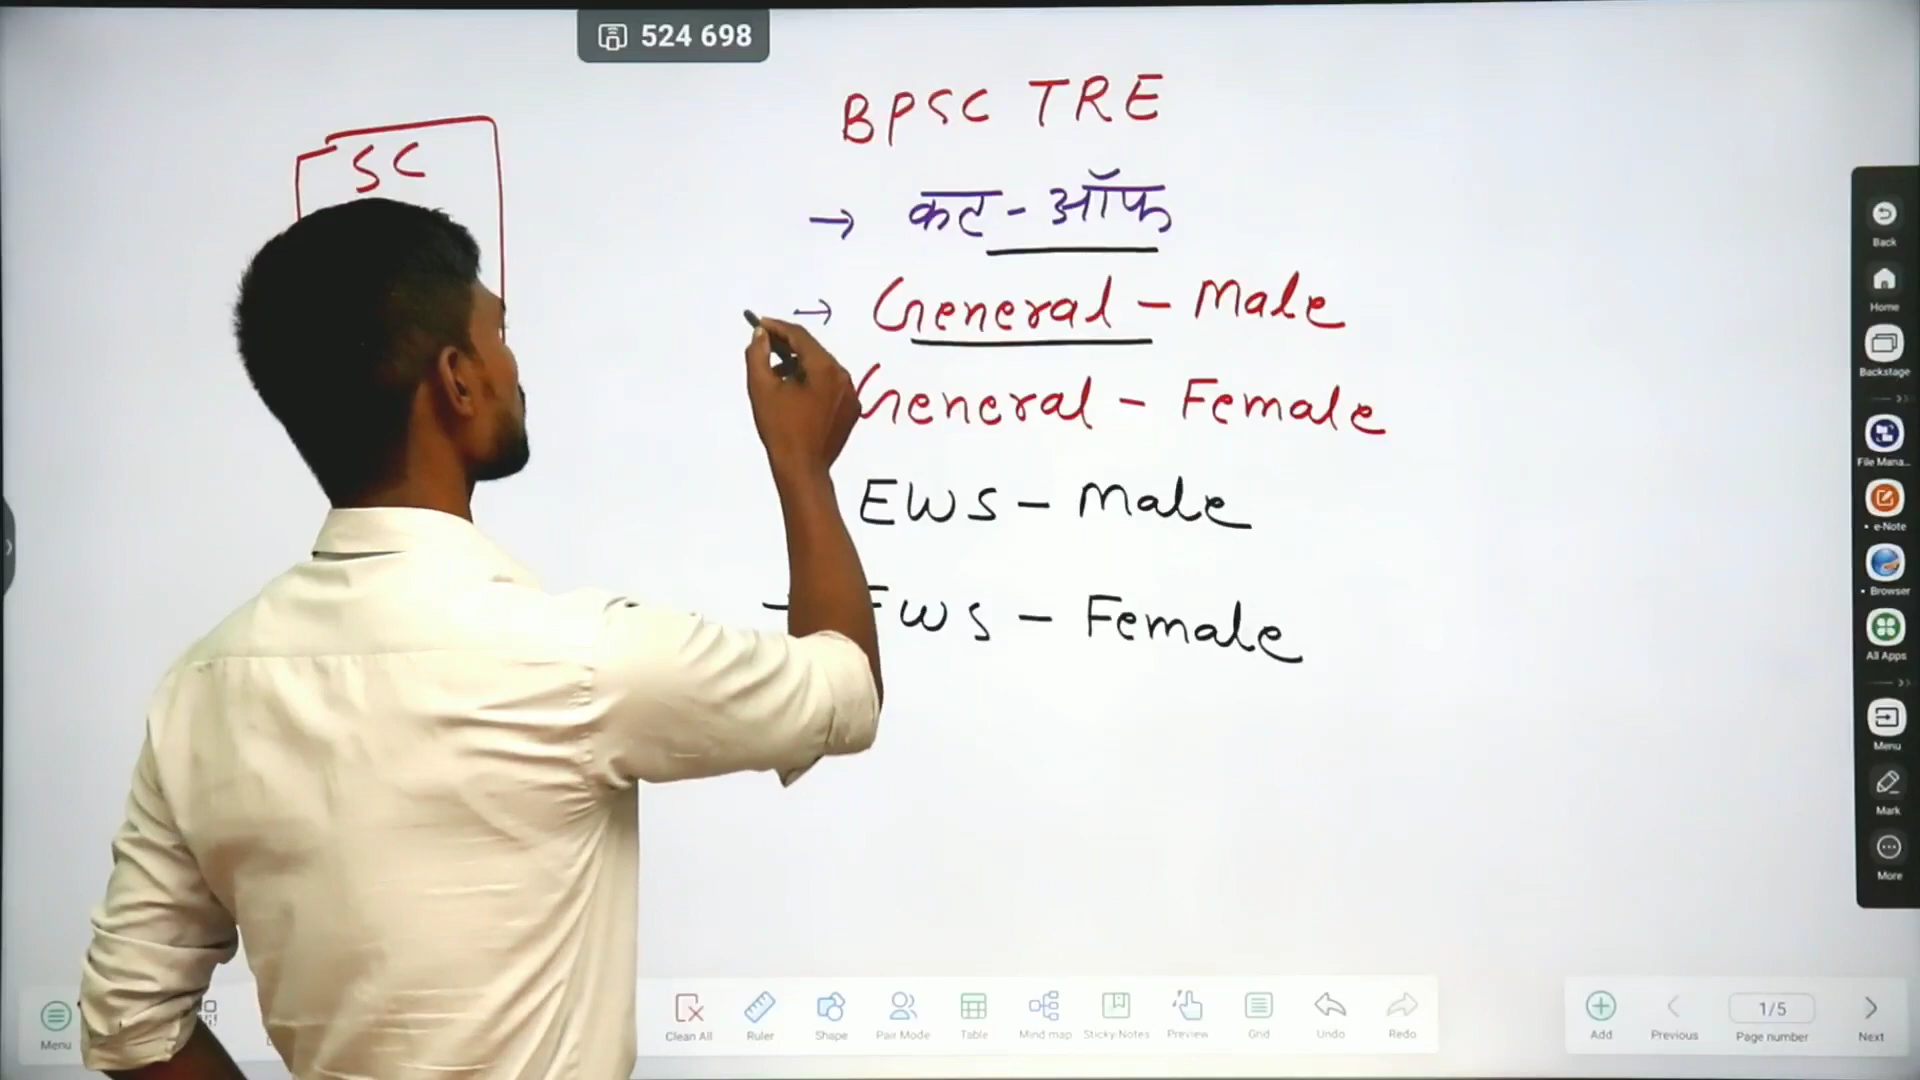 524 698
BPSC TRE
SC
→ कट-ऑफ
→ General - Male
General - Female
EWS - Male
EWS - Female
Back
Home
Backstage
File Mana...
e-Note
Browser
All Apps
Menu
Mark
More
Menu
Clean All
Ruler
Shape
Pair Mode
Table
Mind map
Sticky Notes
Preview
Grid
Undo
Redo
Add
Previous
1/5
Page number
Next